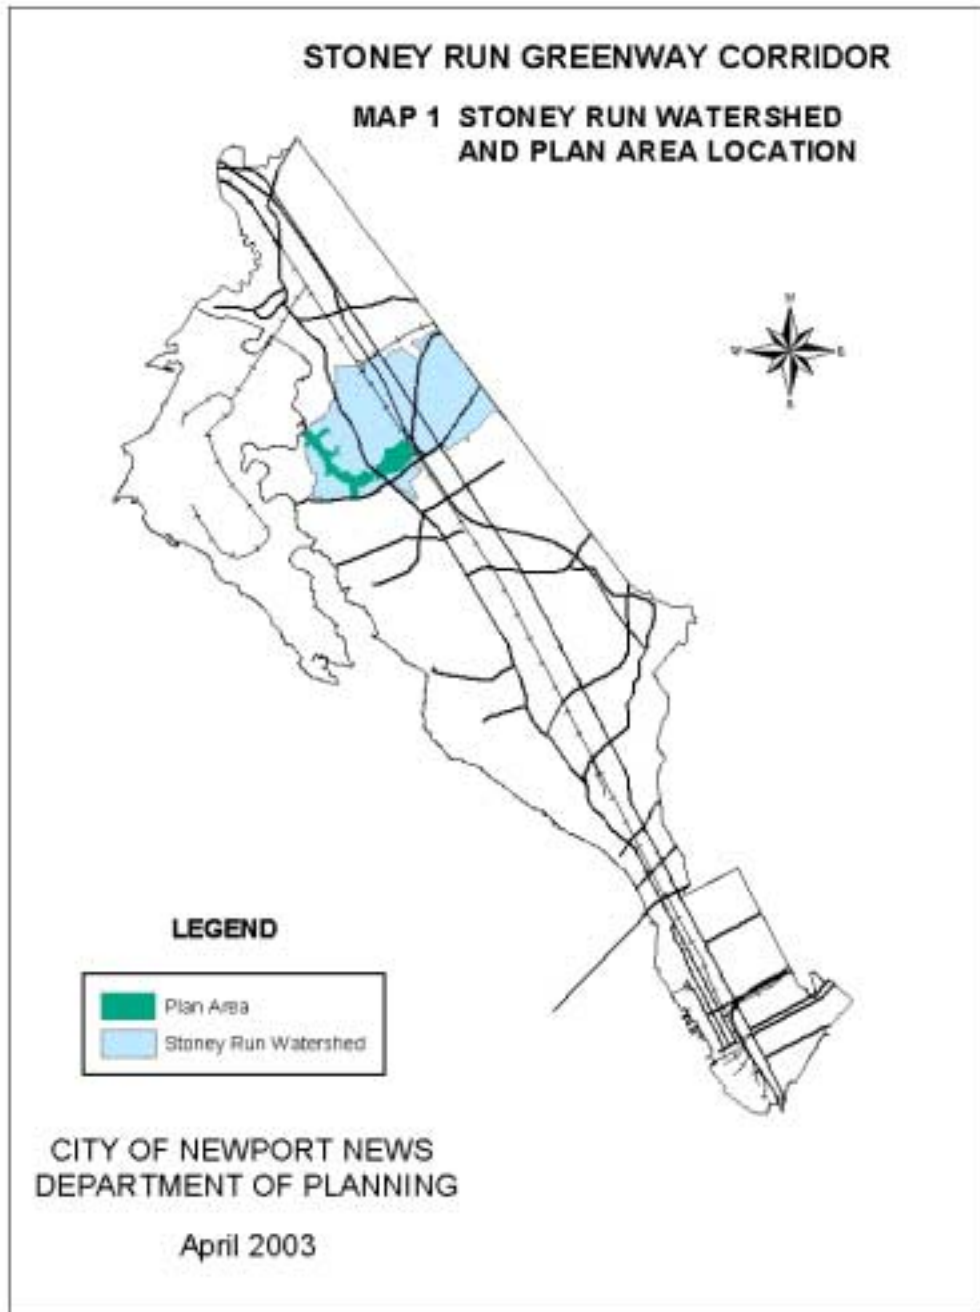 STONEY RUN GREENWAY CORRIDOR
MAP 1 STONEY RUN WATERSHED
AND PLAN AREA LOCATION
N
W E
S
LEGEND
Plan Area
Stoney Run Watershed
CITY OF NEWPORT NEWS
DEPARTMENT OF PLANNING
April 2003